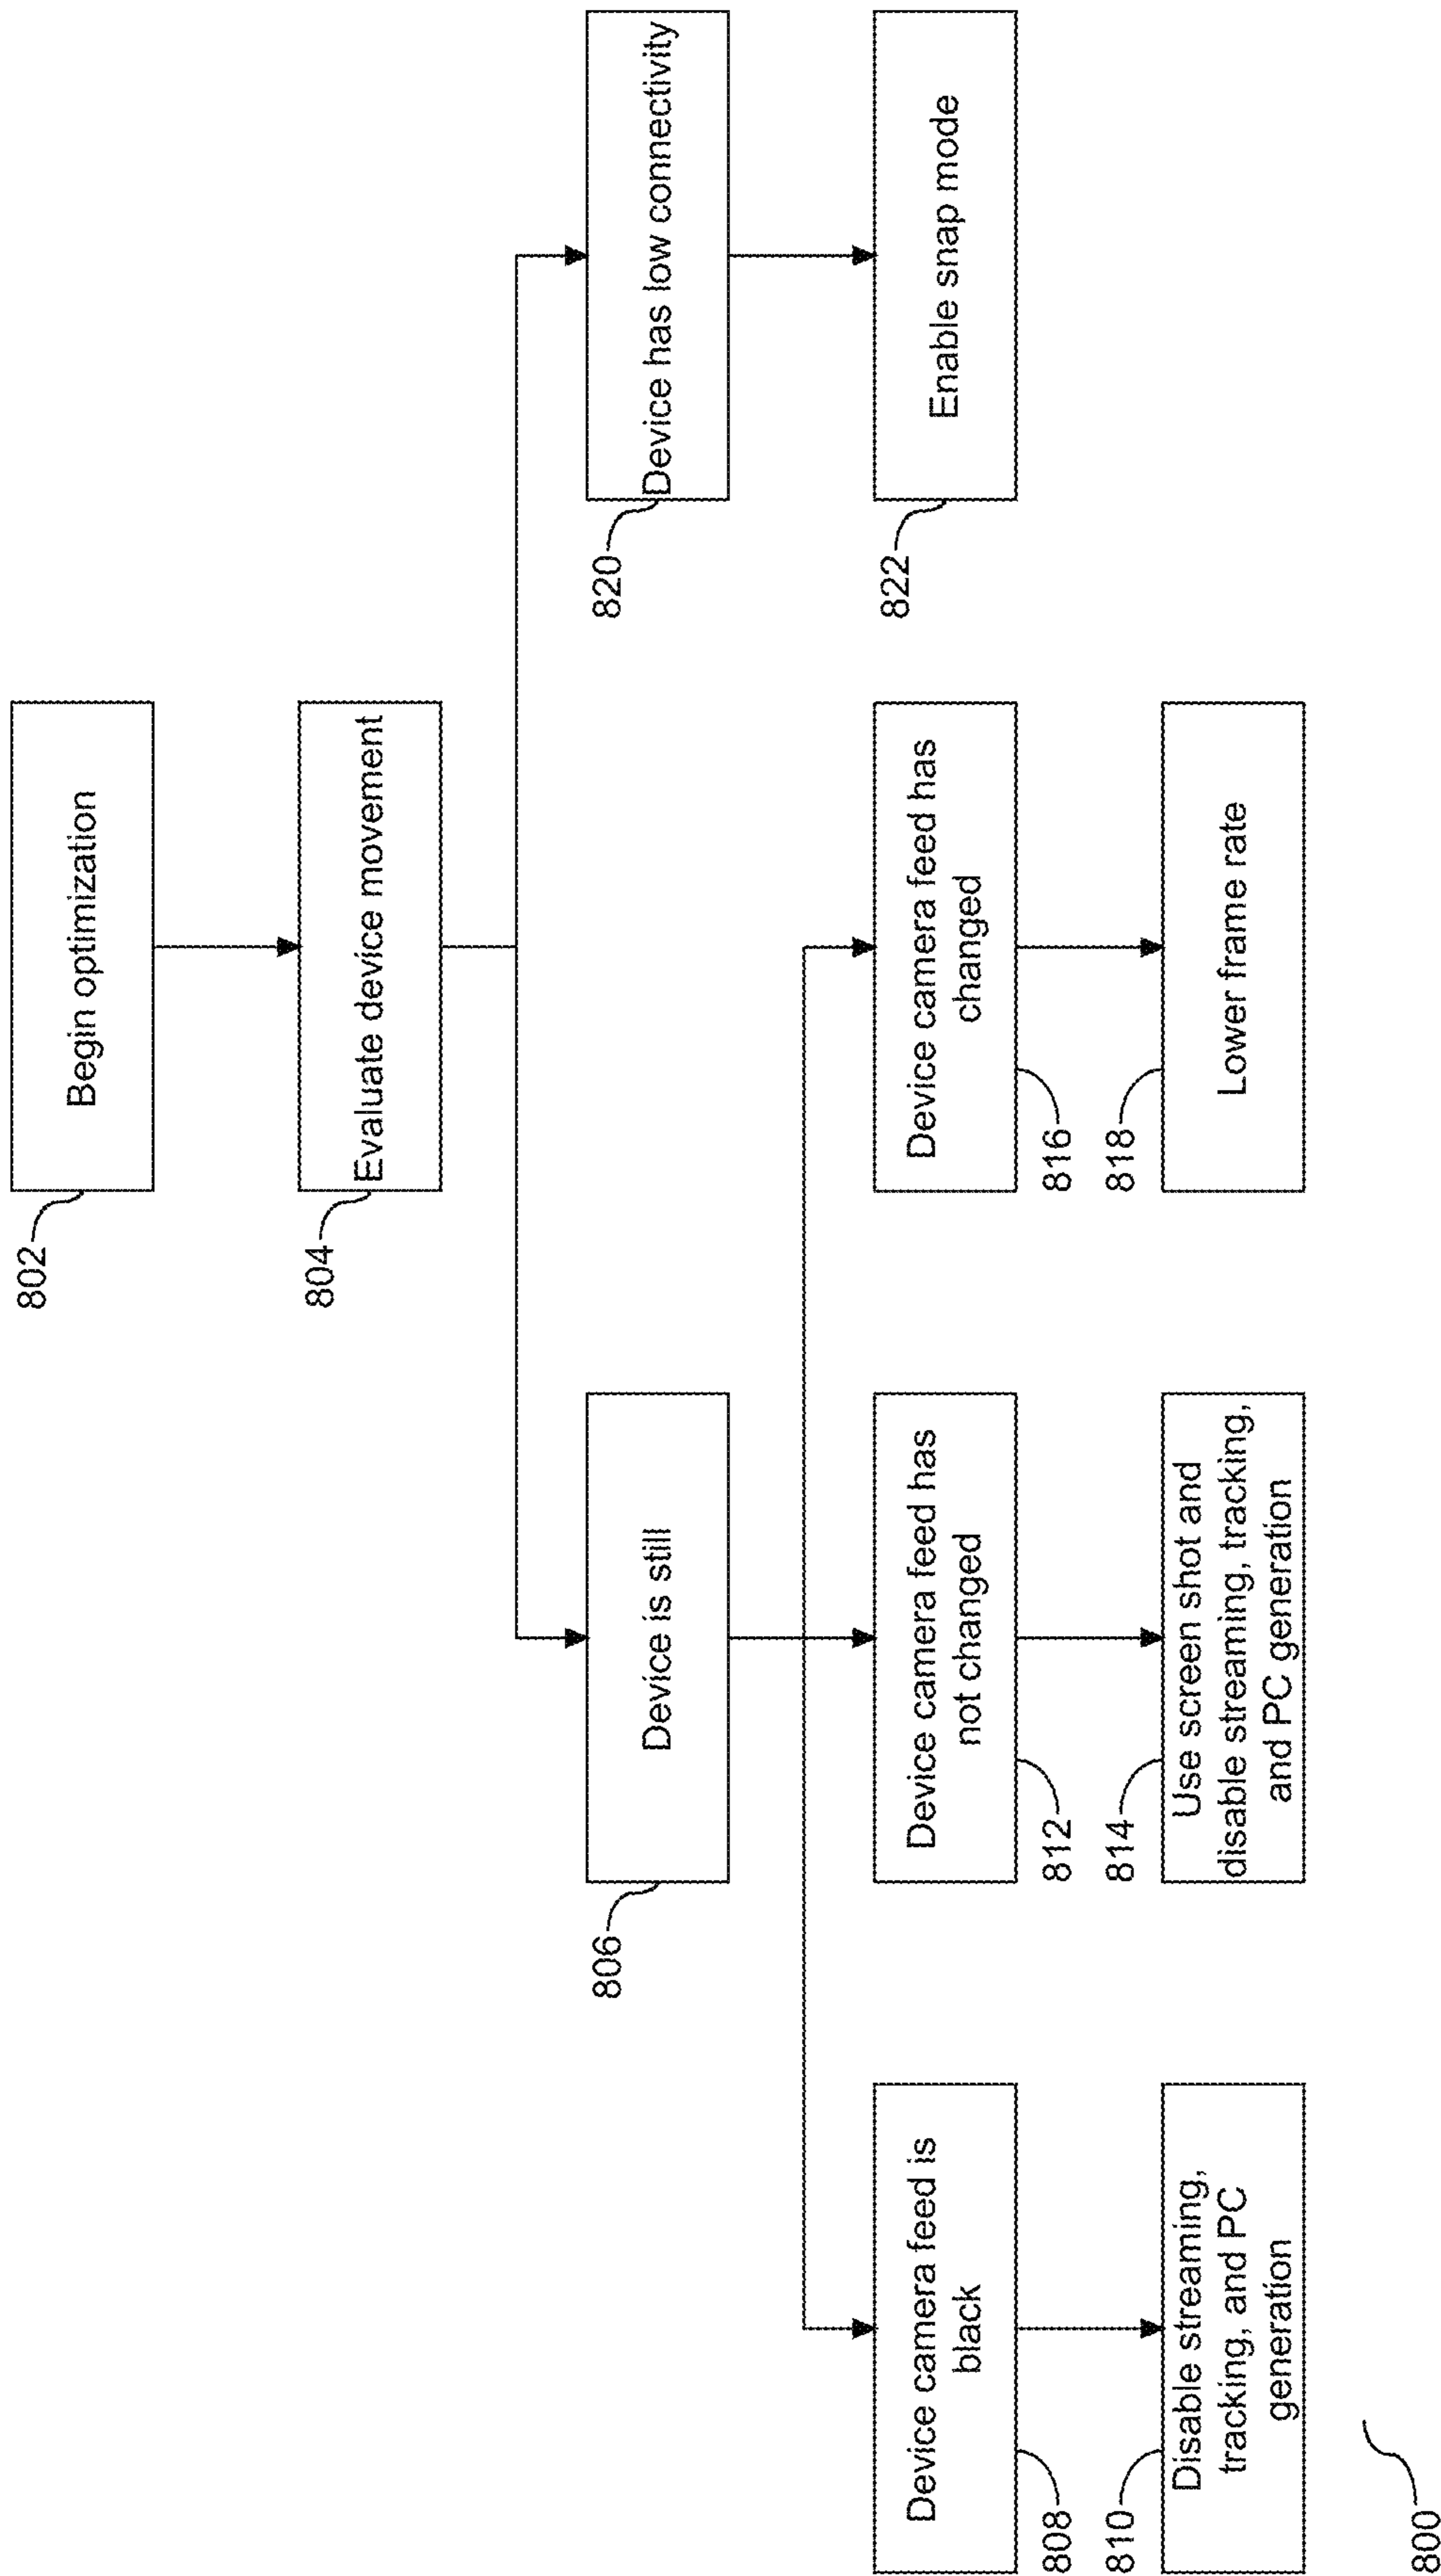 Begin optimization
802
Evaluate device movement
804
Device is still
806
Device has low connectivity
820
Device camera feed is
black
808
Device camera feed has
not changed
812
Device camera feed has
changed
816
Enable snap mode
822
Disable streaming,
tracking, and PC
generation
810
Use screen shot and
disable streaming, tracking,
and PC generation
814
Lower frame rate
818
800